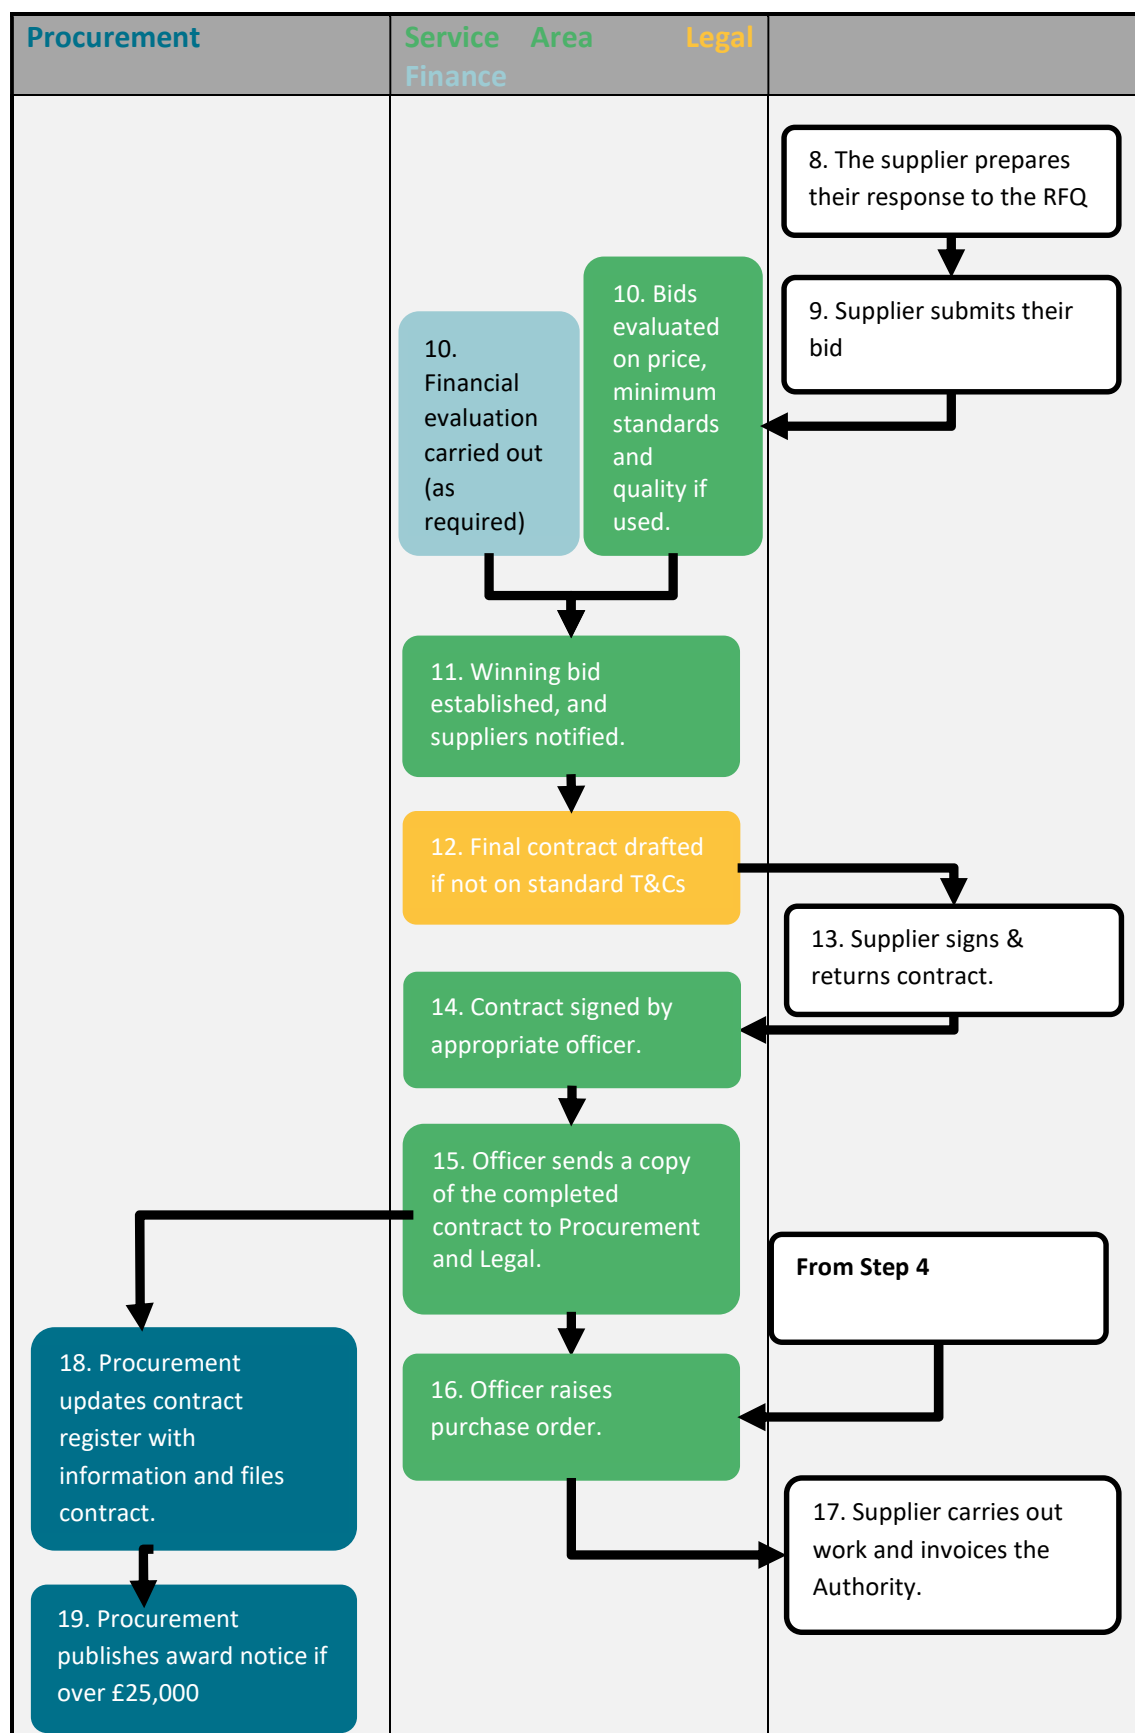 Procurement
Service Area Legal
Finance
8. The supplier prepares
their response to the RFQ
9. Supplier submits their
bid
10. Bids
evaluated
on price,
minimum
standards
and
quality if
used.
10.
Financial
evaluation
carried out
(as
required)
11. Winning bid
established, and
suppliers notified.
12. Final contract drafted
if not on standard T&Cs
13. Supplier signs &
returns contract.
14. Contract signed by
appropriate officer.
15. Officer sends a copy
of the completed
contract to Procurement
and Legal.
From Step 4
16. Officer raises
purchase order.
17. Supplier carries out
work and invoices the
Authority.
18. Procurement
updates contract
register with
information and files
contract.
19. Procurement
publishes award notice if
over £25,000